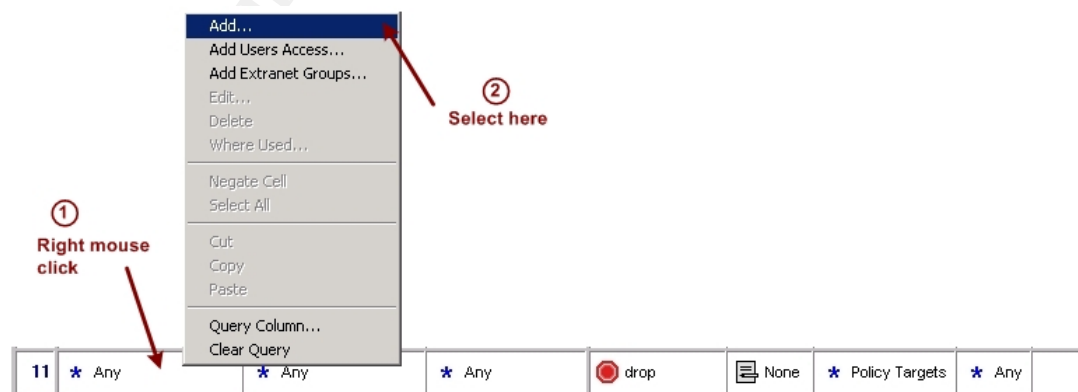 Add...
Add Users Access...
Add Extranet Groups...
Edit...
Delete
Where Used...
Negate Cell
Select All
Cut
Copy
Paste
Query Column...
Clear Query
2
Select here
1
Right mouse
click
11 * Any * Any * Any drop None * Policy Targets * Any